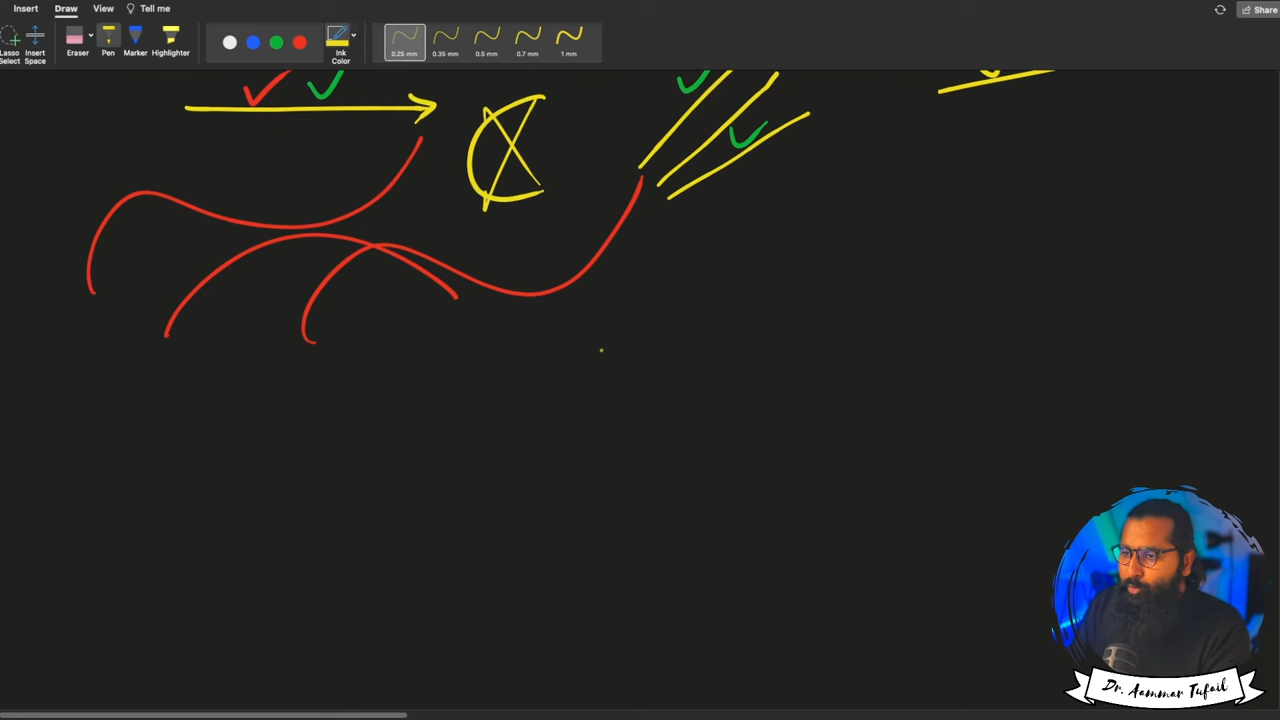 Insert Draw View Tell me
Share
Lasso Select
Insert Space
Eraser
Pen
Marker
Highlighter
Ink Color
0.25 mm
0.35 mm
0.5 mm
0.7 mm
1 mm
Dr. Aammar Tufail